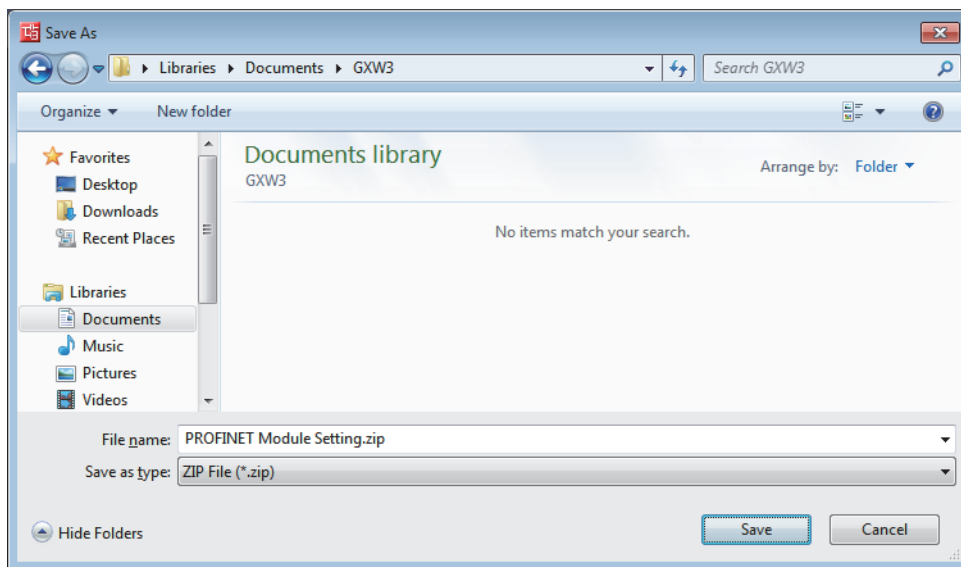 Save As
Libraries Documents GXW3 Search GXW3
Organize New folder
Favorites
Desktop
Downloads
Recent Places
Libraries
Documents
Music
Pictures
Videos
Documents library
GXW3
Arrange by: Folder
No items match your search.
File name: PROFINET Module Setting.zip
Save as type: ZIP File (*.zip)
Hide Folders
Save Cancel